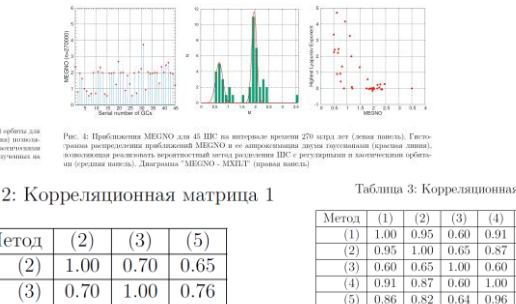 MEGNO (n=270000)
Serial number of GCs
N
M
Highest Lyapunov Exponent
MEGNO
орбиты для
Рис. 4: Приближения MEGNO для 45 ШС на интервале времени 270 млрд лет (левая панель). Гисто-
грамма распределения приближений MEGNO и ее аппроксимация двумя гауссианами (красная линия),
позволяющая реализовать вероятностный метод разделения ШС с регулярными и хаотическими орбита-
ми (средняя панель). Диаграмма "MEGNO - МХПЛТ" (правая панель)
2: Корреляционная матрица 1
Метод (2) (3) (5)
(2) 1.00 0.70 0.65
(3) 0.70 1.00 0.76
Таблица 3: Корреляционная
Метод (1) (2) (3) (4)
(1) 1.00 0.95 0.60 0.91
(2) 0.95 1.00 0.65 0.87
(3) 0.60 0.65 1.00 0.60
(4) 0.91 0.87 0.60 1.00
(5) 0.86 0.82 0.64 0.96